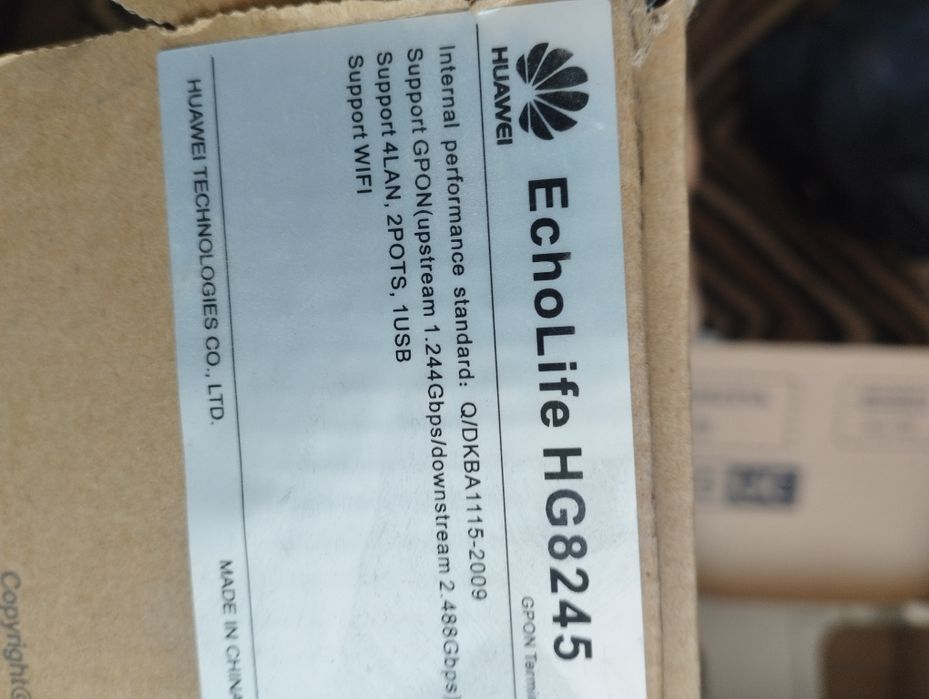 HUAWEI
EchoLife HG8245
GPON
Internal performance standard: Q/DKBA1115-2009
Support GPON(upstream 1.244Gbps/downstream 2.488Gbps)
Support 4LAN, 2POTS, 1USB
Support WIFI
HUAWEI TECHNOLOGIES CO., LTD.
MADE IN CHINA
Copyright©